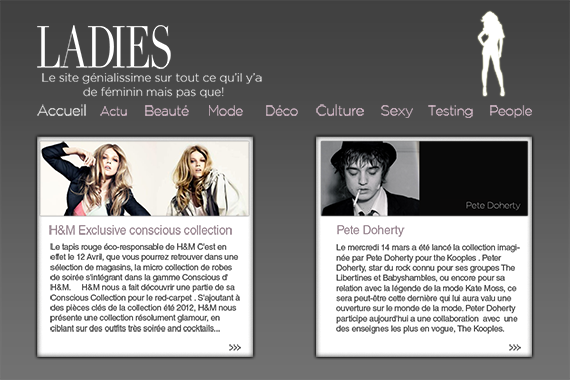 LADIES
Le site génialissime sur tout ce qu'il y'a
de féminin mais pas que!
Accueil Actu Beauté Mode Déco Culture Sexy Testing People
H&M Exclusive conscious collection
Le tapis rouge éco-responsable de H&M C'est en
effet le 12 Avril, que vous pourrez retrouver dans une
sélection de magasins, la micro collection de robes
de soirée s'intégrant dans la gamme Conscious d'
H&M. H&M nous a fait découvrir une partie de sa
Conscious Collection pour le red-carpet . S'ajoutant à
des pièces clés de la collection été 2012, H&M nous
présente une collection résolument glamour, en
ciblant sur des outfits très soirée and cocktails...
>>>
Pete Doherty
Pete Doherty
Le mercredi 14 mars a été lancé la collection imagi-
née par Pete Doherty pour the Kooples . Peter
Doherty, star du rock connu pour ses groupes The
Libertines et Babyshambles, ou encore pour sa
relation avec la légende de la mode Kate Moss, ce
sera peut-être cette dernière qui lui aura valu une
ouverture sur le monde de la mode. Peter Doherty
participe aujourd'hui a une collaboration avec une
des enseignes les plus en vogue, The Kooples.
>>>